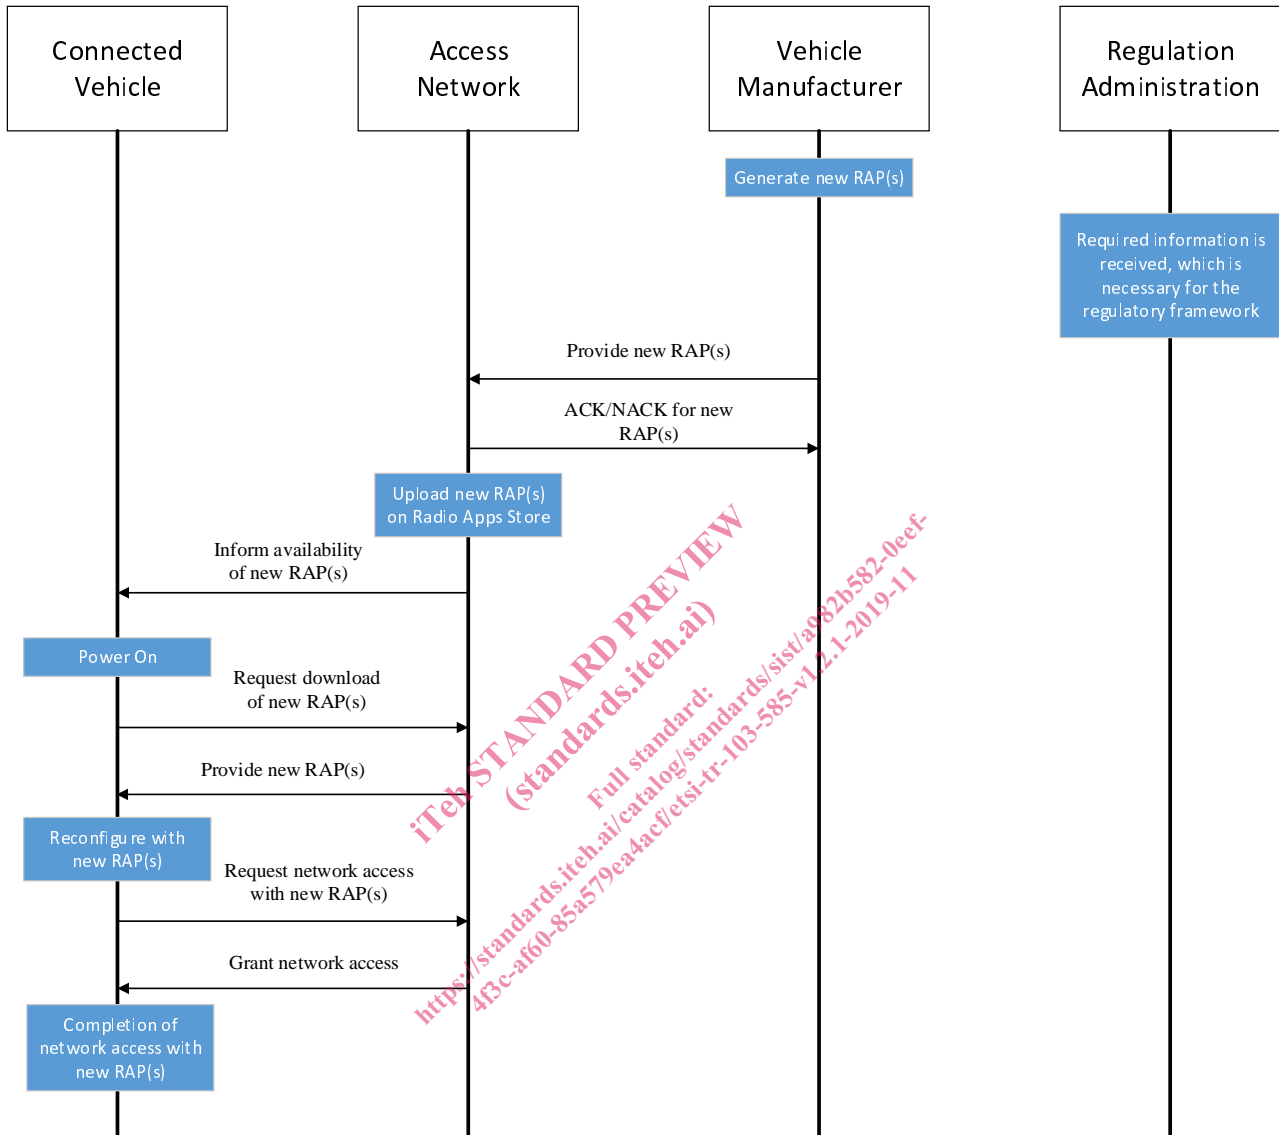 Connected
Vehicle
Access
Network
Vehicle
Manufacturer
Regulation
Administration
Generate new RAP(s)
Required information is
received, which is
necessary for the
regulatory framework
Provide new RAP(s)
ACK/NACK for new
RAP(s)
Upload new RAP(s)
on Radio Apps Store
Inform availability
of new RAP(s)
Power On
Request download
of new RAP(s)
Provide new RAP(s)
Reconfigure with
new RAP(s)
Request network access
with new RAP(s)
Grant network access
Completion of
network access with
new RAP(s)
iTeh STANDARD PREVIEW
(standards.iteh.ai)
Full standard:
https://standards.iteh.ai/catalog/standards/sist/a982b582-0eef-
4f3c-af60-85a579ea4acf/etsi-tr-103-585-v1.2.1-2019-11